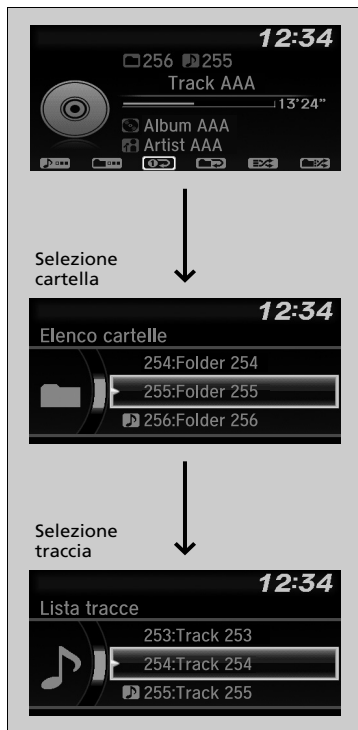 12:34
256 255
Track AAA
13'24"
Album AAA
Artist AAA
Selezione
cartella
12:34
Elenco cartelle
254:Folder 254
255:Folder 255
256:Folder 256
Selezione
traccia
12:34
Lista tracce
253:Track 253
254:Track 254
255:Track 255